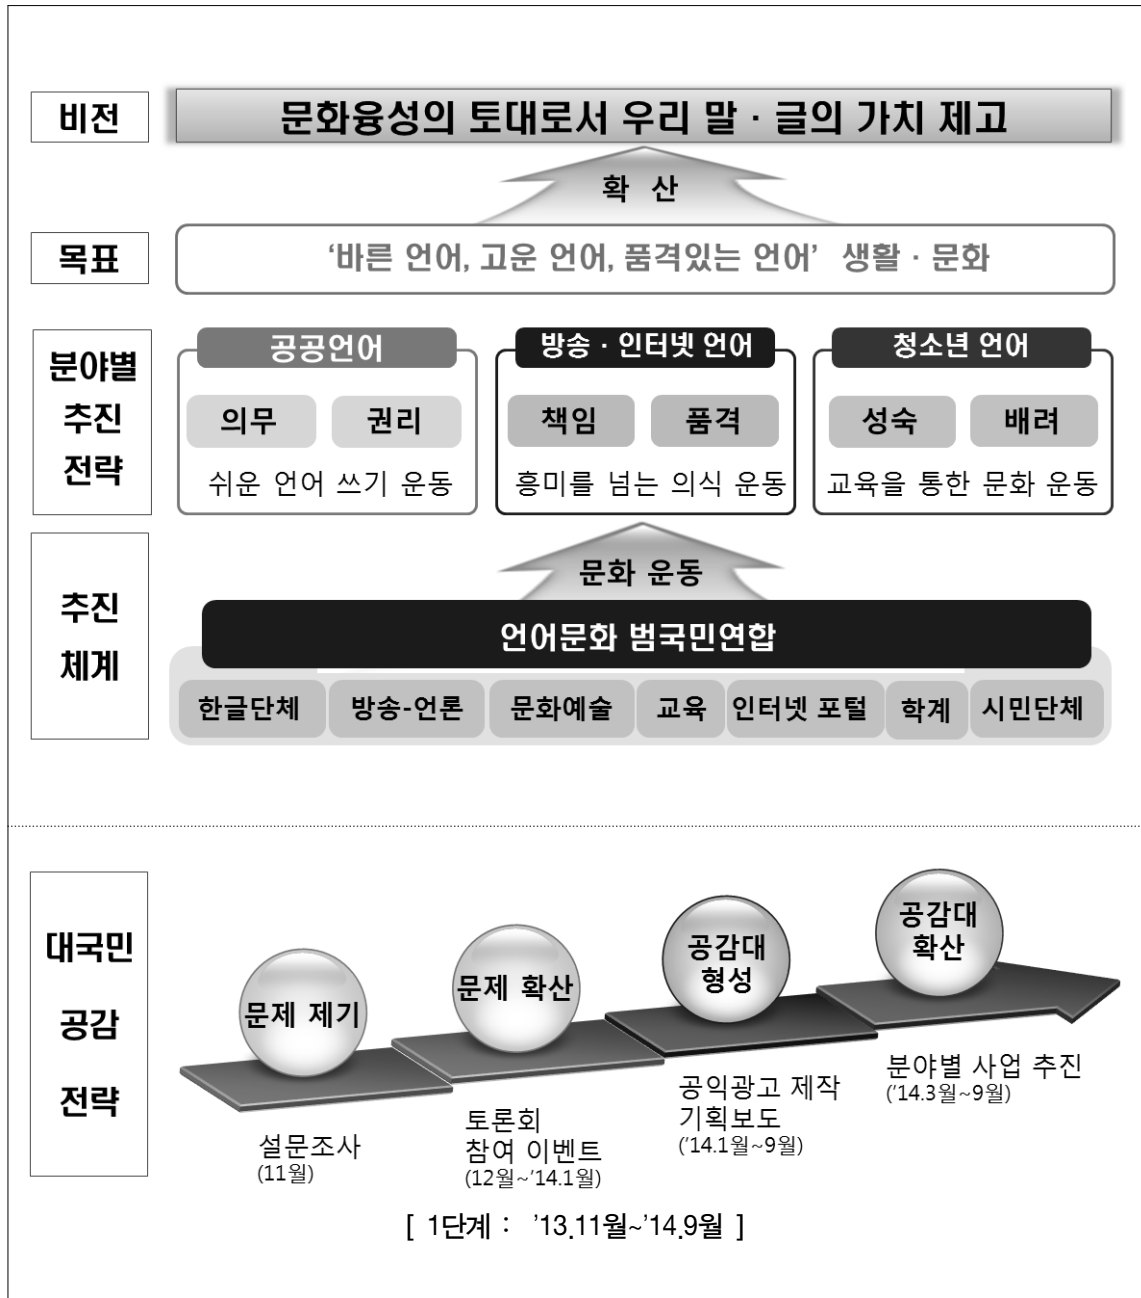 비전
문화융성의 토대로서 우리 말 · 글의 가치 제고
확 산
목표
‘바른 언어, 고운 언어, 품격있는 언어’ 생활 · 문화
분야별
추진
전략
공공언어
의무 권리
쉬운 언어 쓰기 운동
방송 · 인터넷 언어
책임 품격
흥미를 넘는 의식 운동
청소년 언어
성숙 배려
교육을 통한 문화 운동
추진
체계
문화 운동
언어문화 범국민연합
한글단체 방송-언론 문화예술 교육 인터넷 포털 학계 시민단체
대국민
공감
전략
문제 제기
설문조사
(11월)
문제 확산
토론회
참여 이벤트
(12월~’14.1월)
공감대
형성
공익광고 제작
기획보도
(’14.1월~9월)
공감대
확산
분야별 사업 추진
(’14.3월~9월)
[ 1단계 : ’13.11월~’14.9월 ]